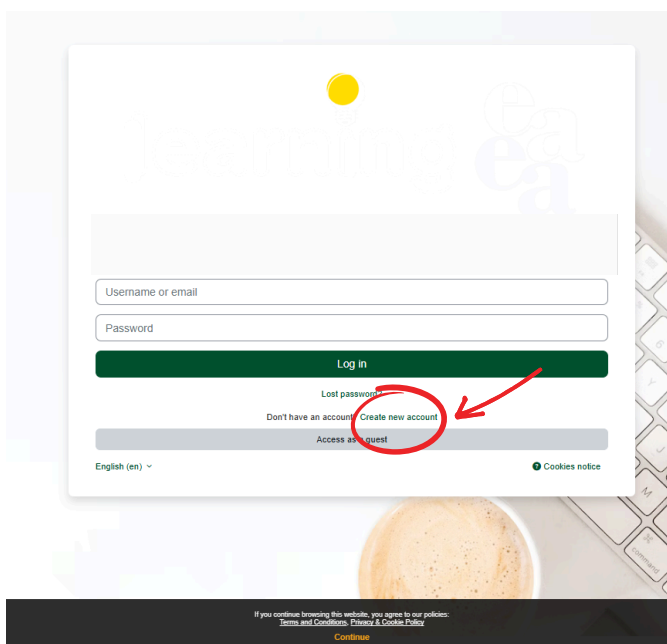 learning
Username or email
Password
Log in
Lost password?
Don't have an account? Create new account
Access as a guest
English (en)
Cookies notice
If you continue browsing this website, you agree to our policies:
Terms and Conditions, Privacy & Cookie Policy
Continue
command